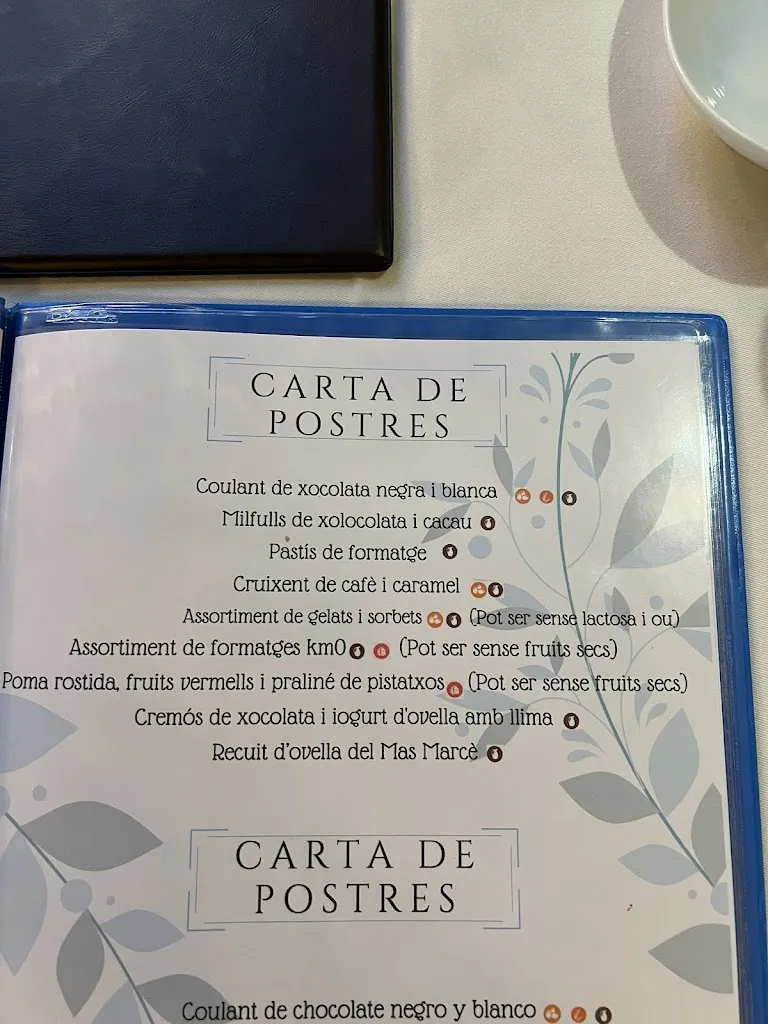 CARTA DE
POSTRES
Coulant de xocolata negra i blanca
Milfulls de xolocolata i cacau
Pastís de formatge
Cruixent de cafè i caramel
Assortiment de gelats i sorbets (Pot ser sense lactosa i ou)
Assortiment de formatges km0 (Pot ser sense fruits secs)
Poma rostida, fruits vermells i praliné de pistatxos (Pot ser sense fruits secs)
Cremós de xocolata i iogurt d'ovella amb llima
Recuit d'ovella del Mas Marcè
CARTA DE
POSTRES
Coulant de chocolate negro y blanco